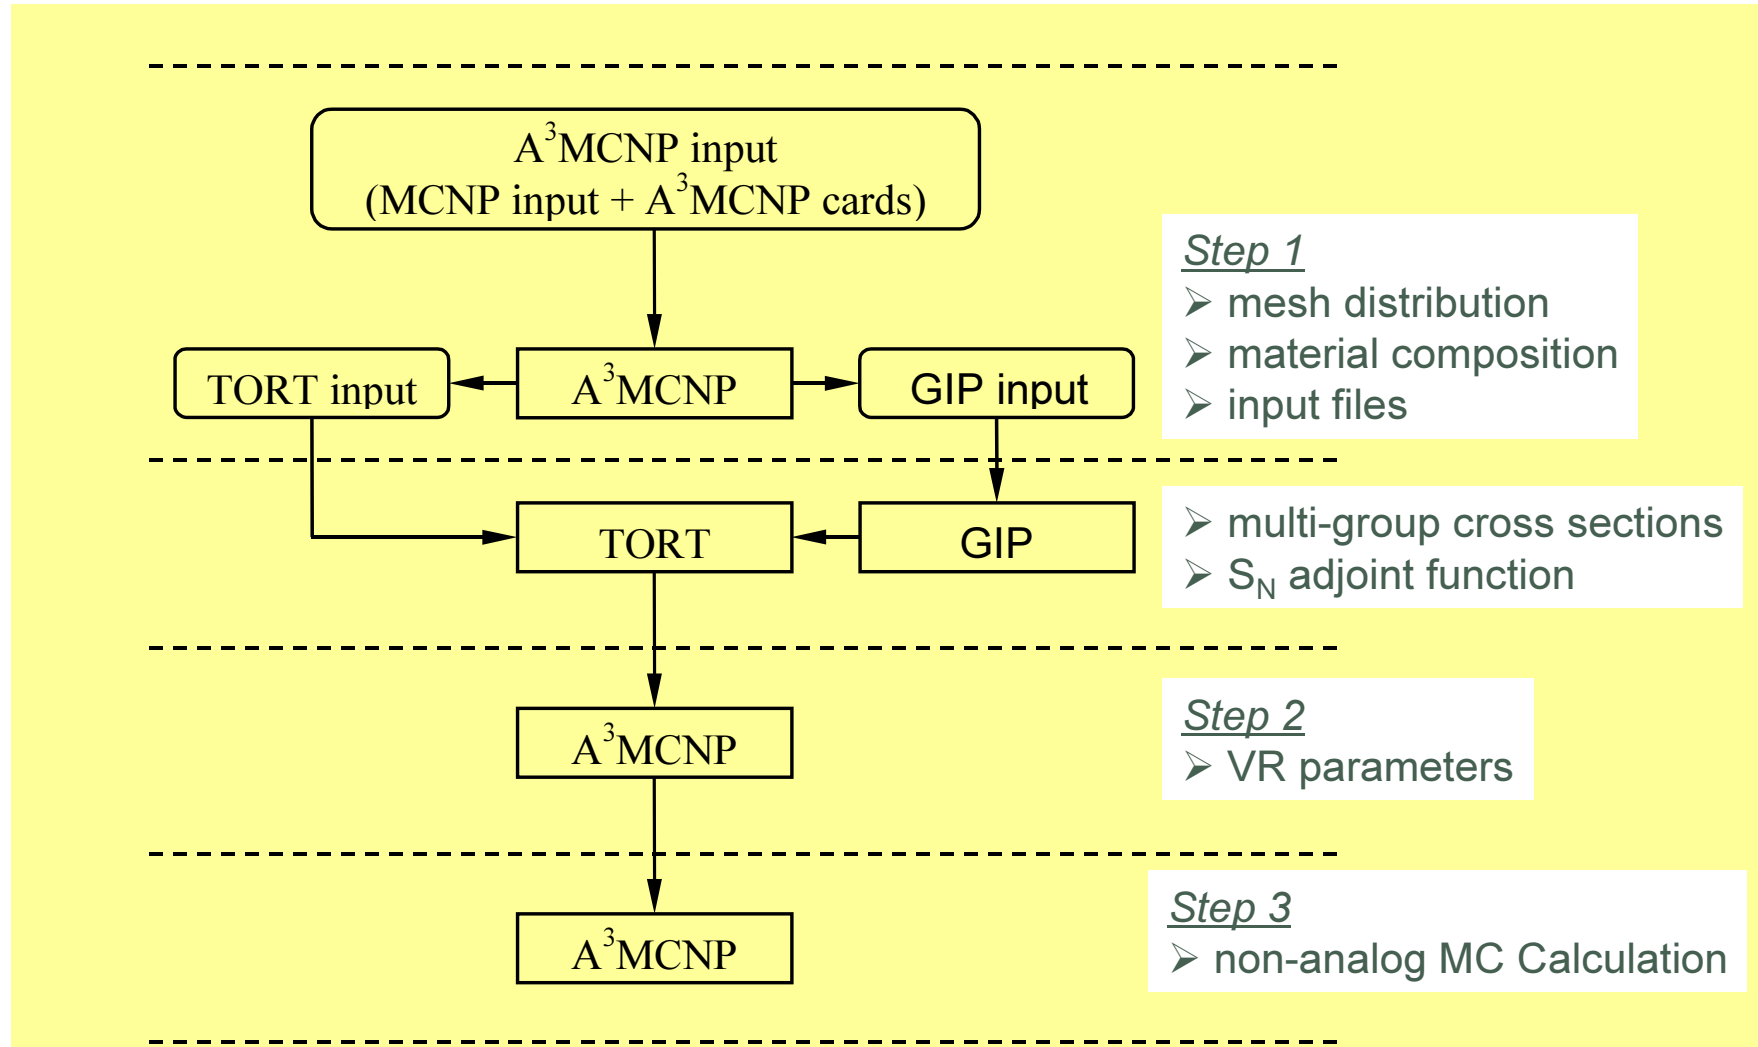 A³MCNP input
(MCNP input + A³MCNP cards)
Step 1
➢ mesh distribution
➢ material composition
➢ input files
TORT input
A³MCNP
GIP input
➢ multi-group cross sections
➢ S_N adjoint function
TORT
GIP
Step 2
➢ VR parameters
A³MCNP
Step 3
➢ non-analog MC Calculation
A³MCNP